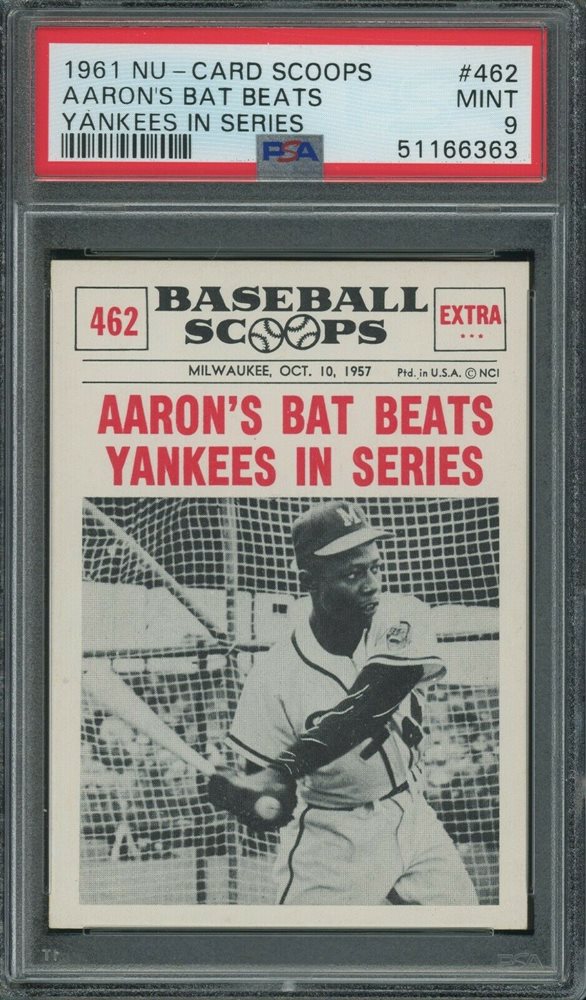 1961 NU-CARD SCOOPS #462
AARON'S BAT BEATS MINT
YANKEES IN SERIES 9
PSA 51166363
462 BASEBALL EXTRA
SCOOPS
MILWAUKEE, OCT. 10, 1957 Ptd. in U.S.A. © NCI
AARON'S BAT BEATS
YANKEES IN SERIES
M
PSA